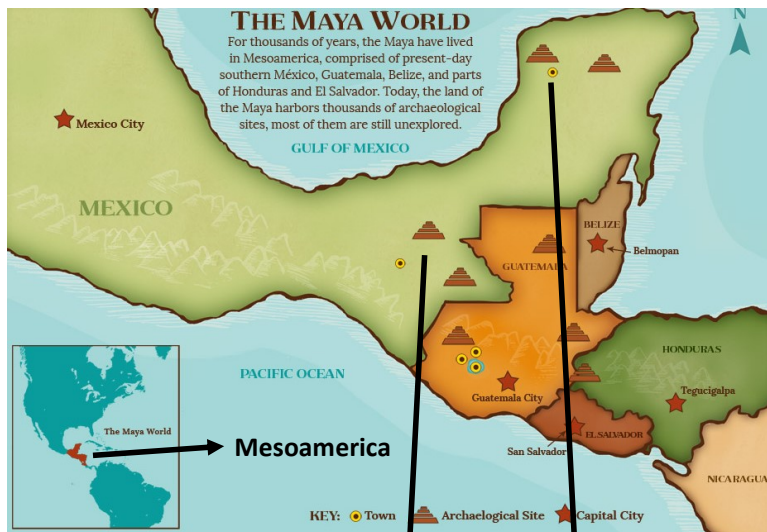 THE MAYA WORLD
For thousands of years, the Maya have lived
in Mesoamerica, comprised of present-day
southern México, Guatemala, Belize, and parts
of Honduras and El Salvador. Today, the land of
the Maya harbors thousands of archaeological
sites, most of them are still unexplored.
N
Mexico City
GULF OF MEXICO
MEXICO
BELIZE
Belmopan
GUATEMALA
HONDURAS
PACIFIC OCEAN
Guatemala City
Tegucigalpa
The Maya World
Mesoamerica
EL SALVADOR
San Salvador
NICARAGUA
KEY: Town Archaelogical Site Capital City